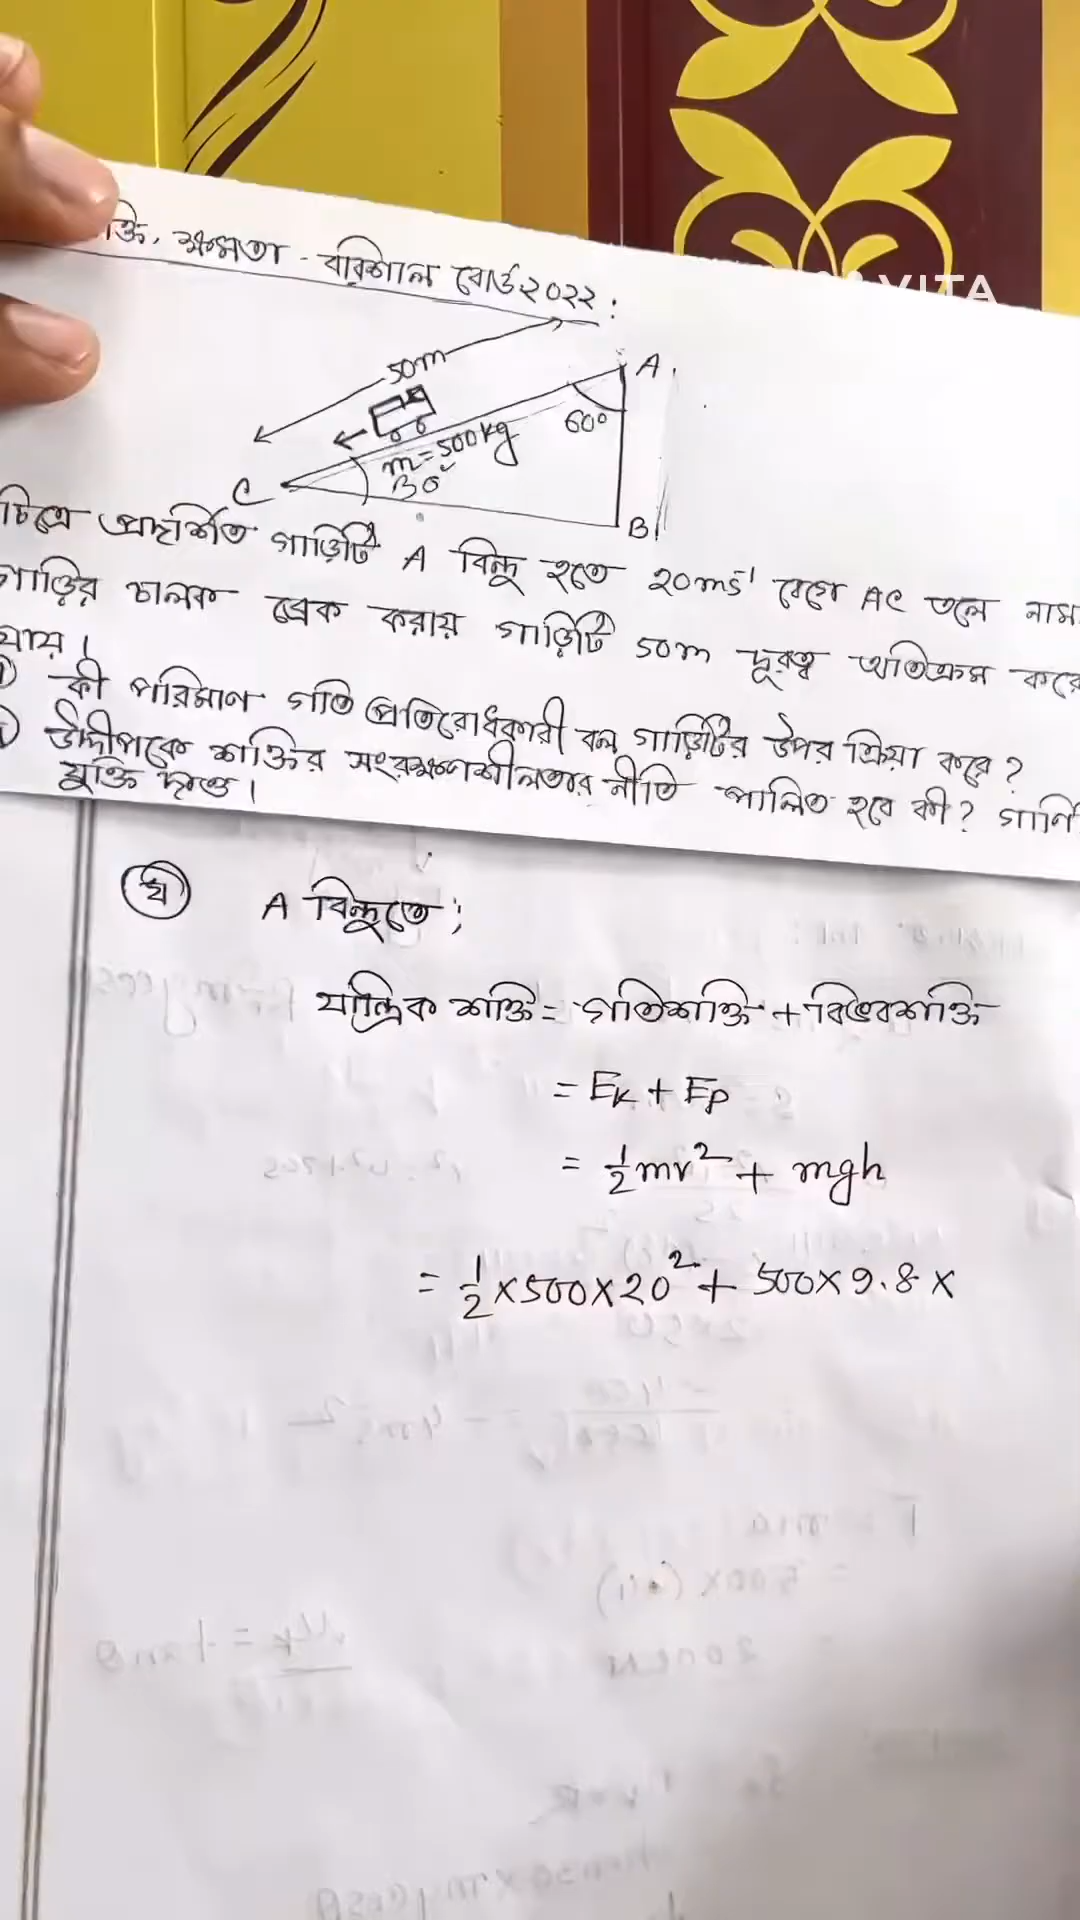 ক্তি, ক্ষমতা - বরিশাল বোর্ড ২০২২ :
50m
A
60°
m=500kg
30°
C
B
চিত্রে প্রদর্শিত গাড়িটি A বিন্দু হতে 20ms⁻¹ বেগে AC তলে নাম
গাড়ির চালক ব্রেক করায় গাড়িটি 50m দূরত্ব অতিক্রম করে
যায়।
কী পরিমাণ গতি প্রতিরোধকারী বল গাড়িটির উপর ক্রিয়া করে?
উদ্দীপকে শক্তির সংরক্ষণশীলতার নীতি পালিত হবে কী? গাণি
যুক্তি দাও।
ঘ A বিন্দুতে;
যান্ত্রিক শক্তি = গতিশক্তি + বিভবশক্তি
= Ek + Ep
= ½mv² + mgh
= ½×500×20² + 500×9.8×
VITA